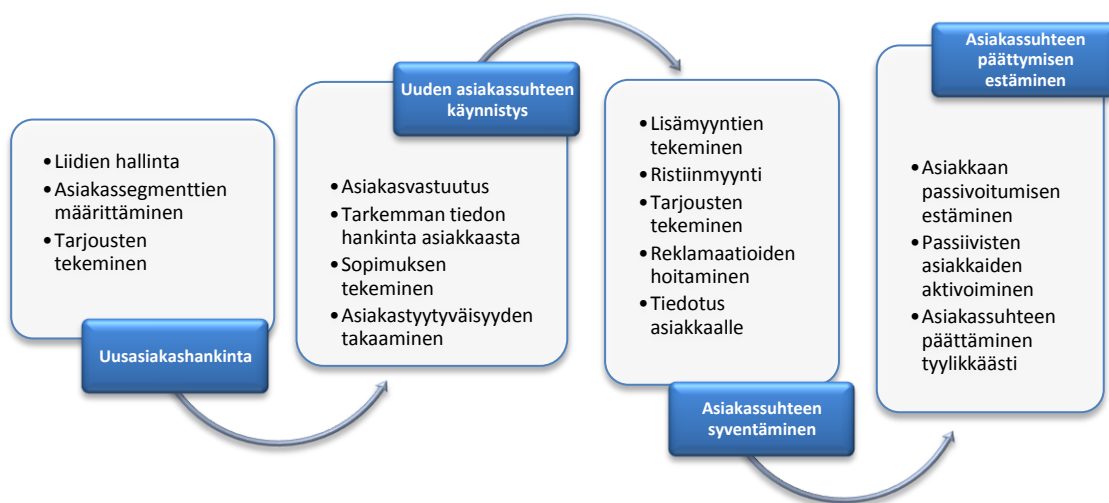 • Liidien hallinta
• Asiakassegmenttien
määrittäminen
• Tarjousten
tekeminen
Uusasiakashankinta
Uuden asiakassuhteen
käynnistys
• Asiakasvastuutus
• Tarkemman tiedon
hankinta asiakkaasta
• Sopimuksen
tekeminen
• Asiakastyytyväisyyden
takaaminen
• Lisämyyntien
tekeminen
• Ristiinmyynti
• Tarjousten
tekeminen
• Reklamaatioiden
hoitaminen
• Tiedotus
asiakkaalle
Asiakassuhteen
syventäminen
Asiakassuhteen
päättymisen
estäminen
• Asiakkaan
passivoitumisen
estäminen
• Passiivisten
asiakkaiden
aktivoiminen
• Asiakassuhteen
päättäminen
tyylikkäästi